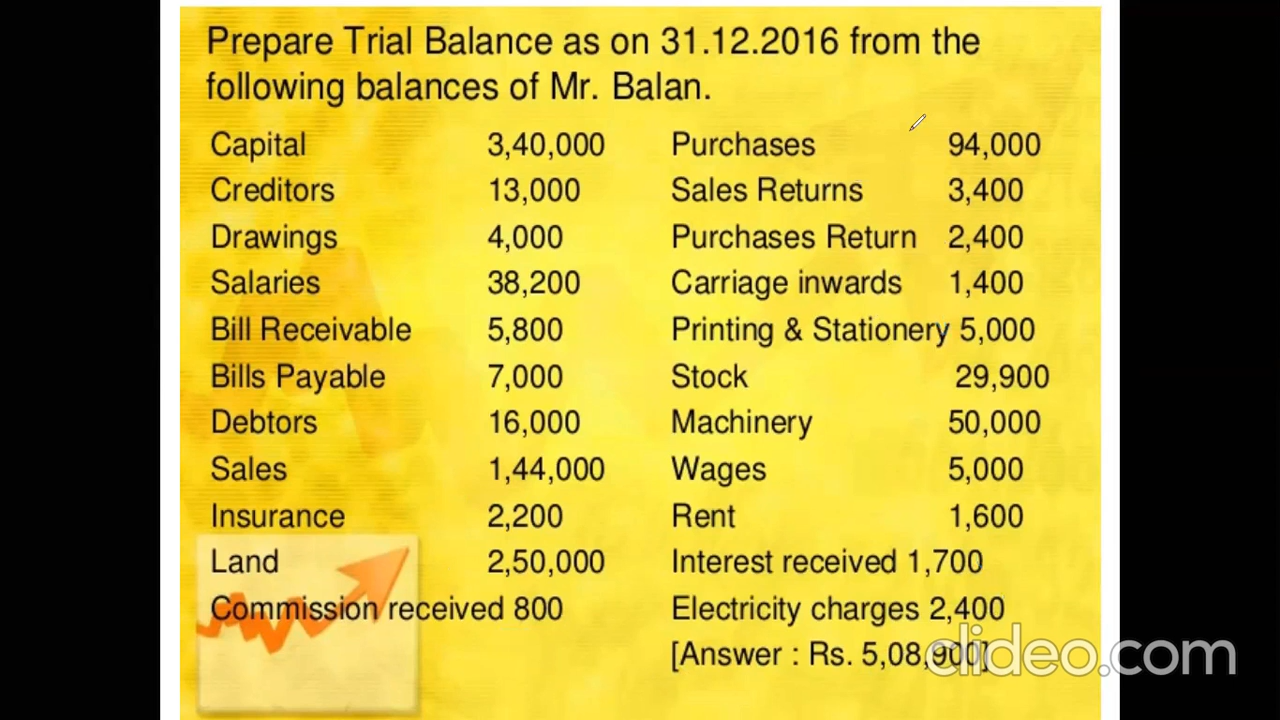 Prepare Trial Balance as on 31.12.2016 from the
following balances of Mr. Balan.
Capital 3,40,000 Purchases 94,000
Creditors 13,000 Sales Returns 3,400
Drawings 4,000 Purchases Return 2,400
Salaries 38,200 Carriage inwards 1,400
Bill Receivable 5,800 Printing & Stationery 5,000
Bills Payable 7,000 Stock 29,900
Debtors 16,000 Machinery 50,000
Sales 1,44,000 Wages 5,000
Insurance 2,200 Rent 1,600
Land 2,50,000 Interest received 1,700
Commission received 800 Electricity charges 2,400
[Answer : Rs. 5,08,900]
clideo.com